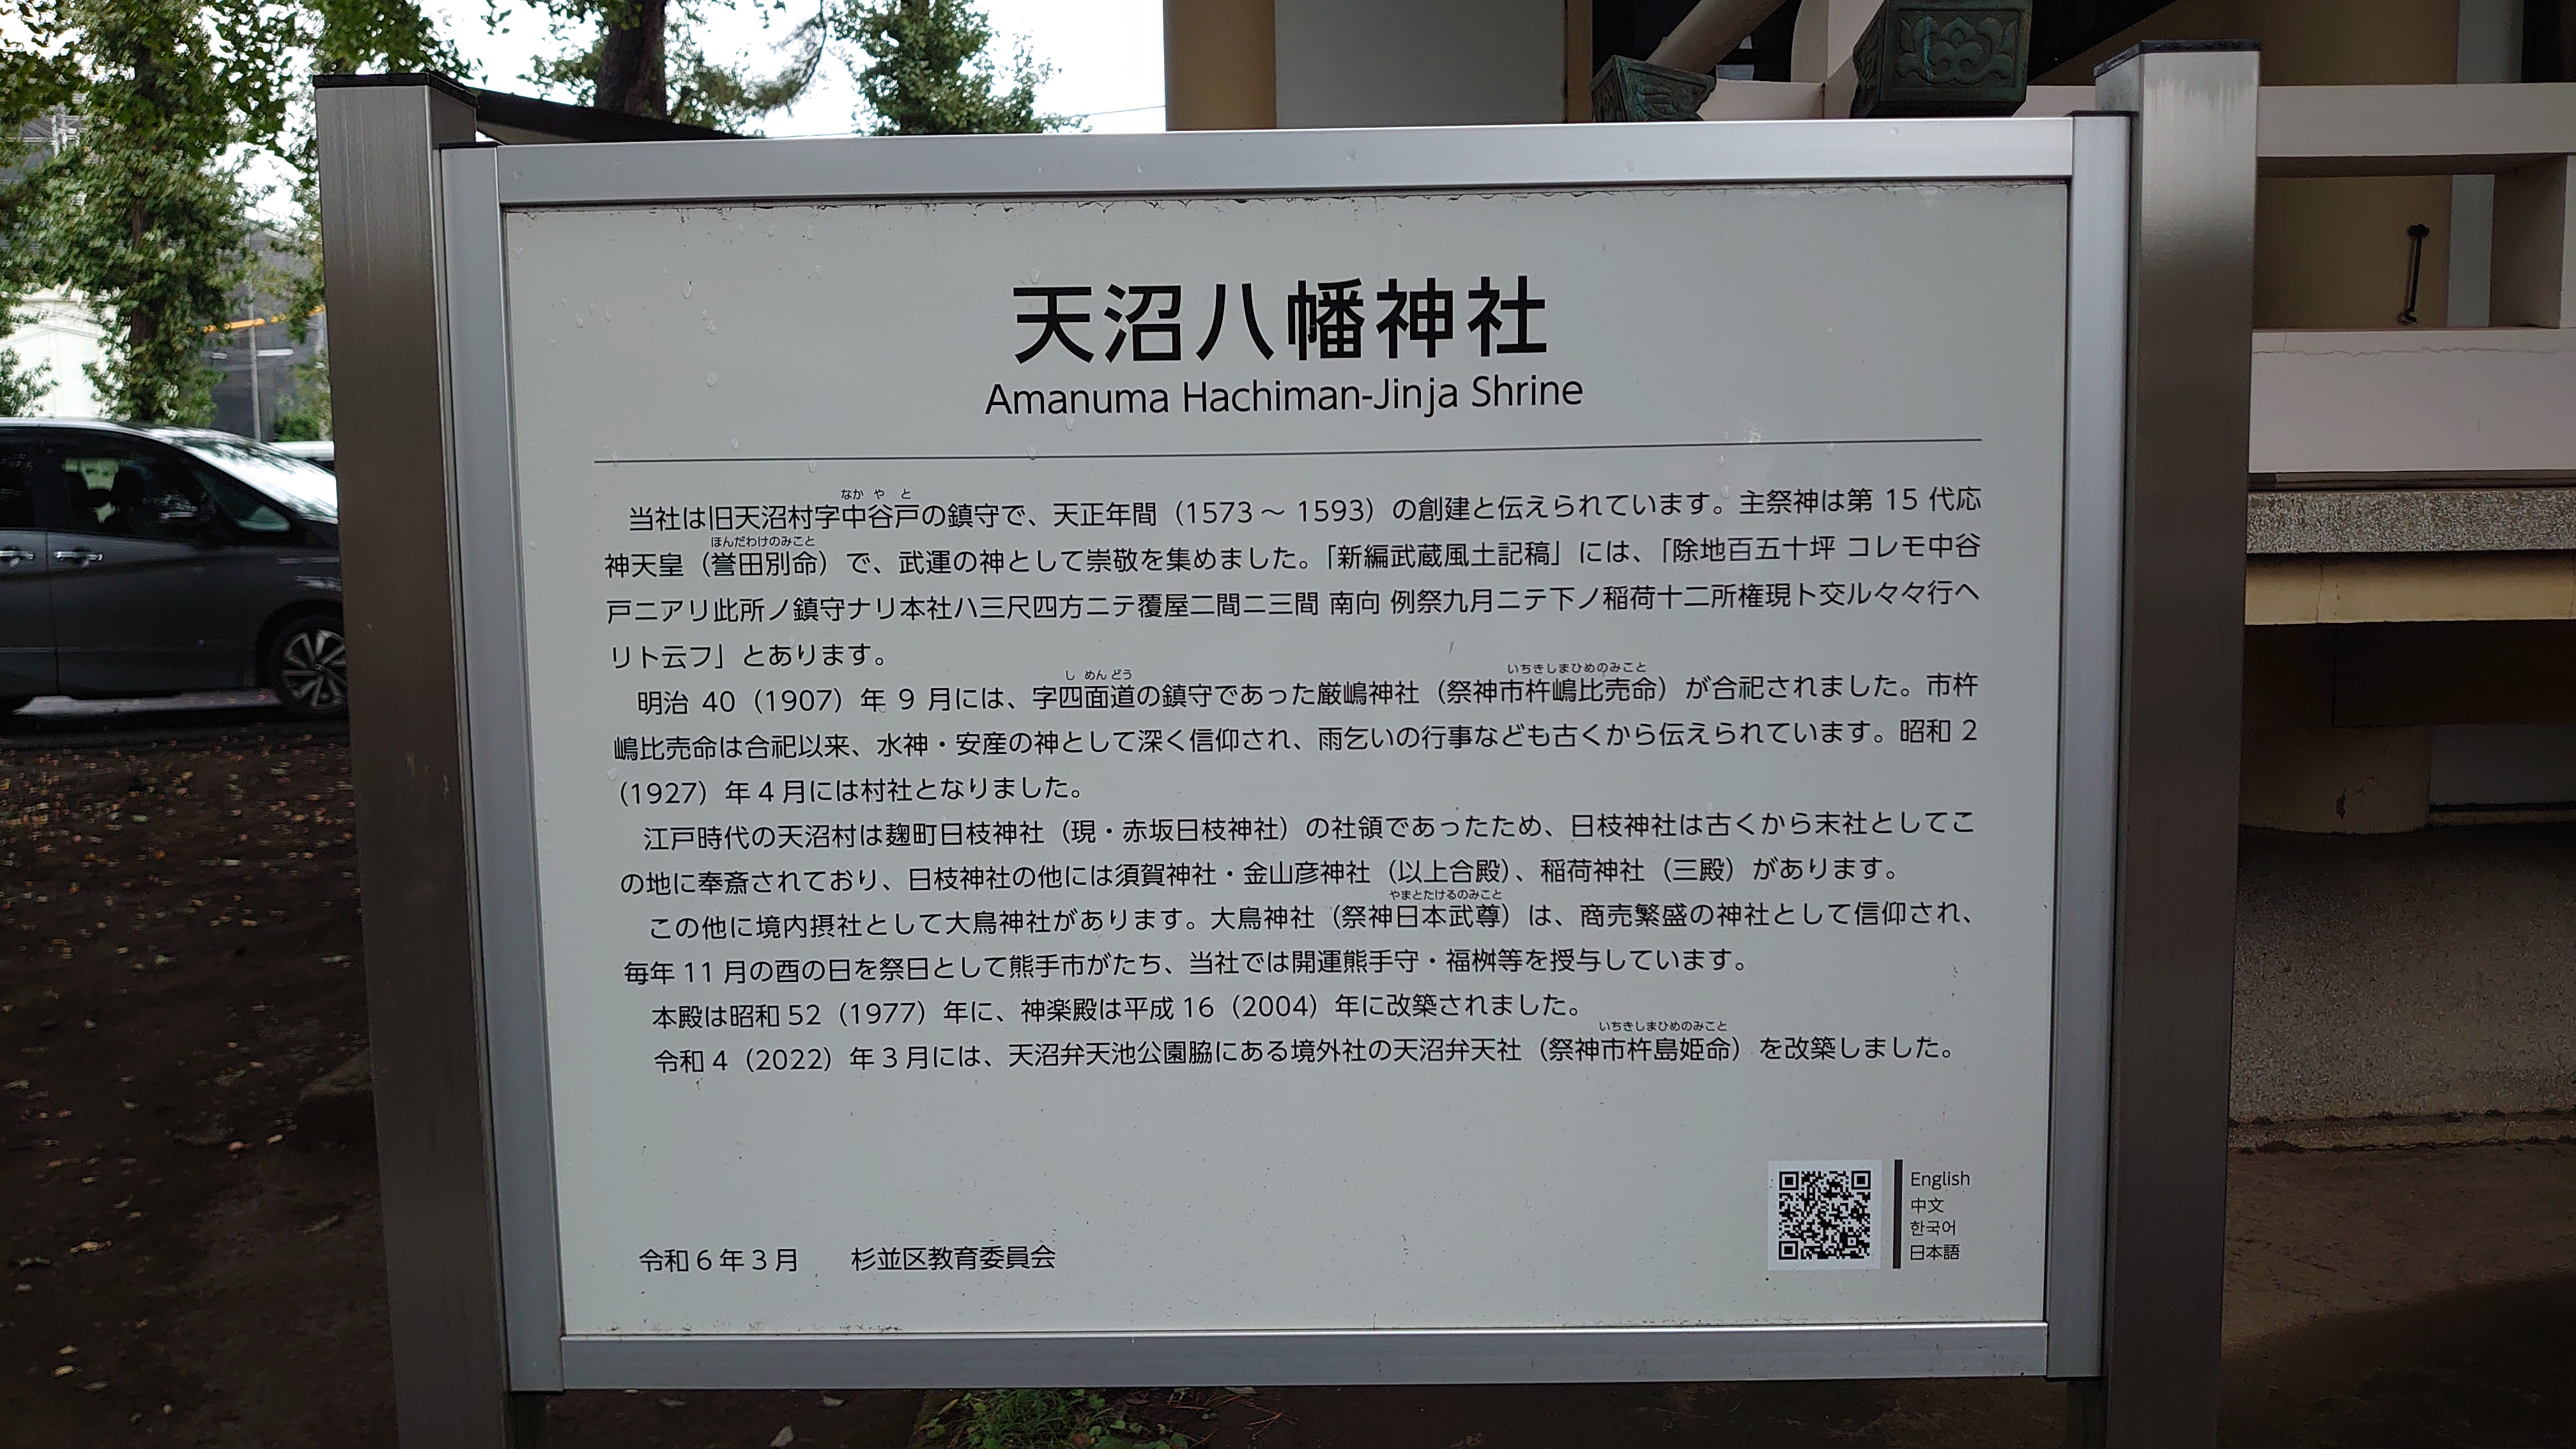 天沼八幡神社
Amanuma Hachiman-Jinja Shrine
なか や と
当社は旧天沼村字中谷戸の鎮守で、天正年間(1573 ~ 1593)の創建と伝えられています。主祭神は第 15 代応
ほんだわけのみこと
神天皇(誉田別命)で、武運の神として崇敬を集めました。「新編武蔵風土記稿」には、「除地百五十坪 コレモ中谷
戸ニアリ此所ノ鎮守ナリ本社ハ三尺四方ニテ覆屋二間ニ三間 南向 例祭九月ニテ下ノ稲荷十二所権現ト交ル々々行ヘ
リト云フ」とあります。
し めん どう いちきしまひめのみこと
明治 40(1907)年 9 月には、字四面道の鎮守であった厳嶋神社(祭神市杵嶋比売命)が合祀されました。市杵
嶋比売命は合祀以来、水神・安産の神として深く信仰され、雨乞いの行事なども古くから伝えられています。昭和 2
(1927)年 4 月には村社となりました。
江戸時代の天沼村は麹町日枝神社(現・赤坂日枝神社)の社領であったため、日枝神社は古くから末社としてこ
の地に奉斎されており、日枝神社の他には須賀神社・金山彦神社(以上合殿)、稲荷神社(三殿)があります。
やまとたけるのみこと
この他に境内摂社として大鳥神社があります。大鳥神社(祭神日本武尊)は、商売繁盛の神社として信仰され、
毎年 11 月の酉の日を祭日として熊手市がたち、当社では開運熊手守・福桝等を授与しています。
本殿は昭和 52(1977)年に、神楽殿は平成 16(2004)年に改築されました。
いちきしまひめのみこと
令和 4(2022)年 3 月には、天沼弁天池公園脇にある境外社の天沼弁天社(祭神市杵島姫命)を改築しました。
English
中文
한국어
日本語
令和 6 年 3 月 杉並区教育委員会